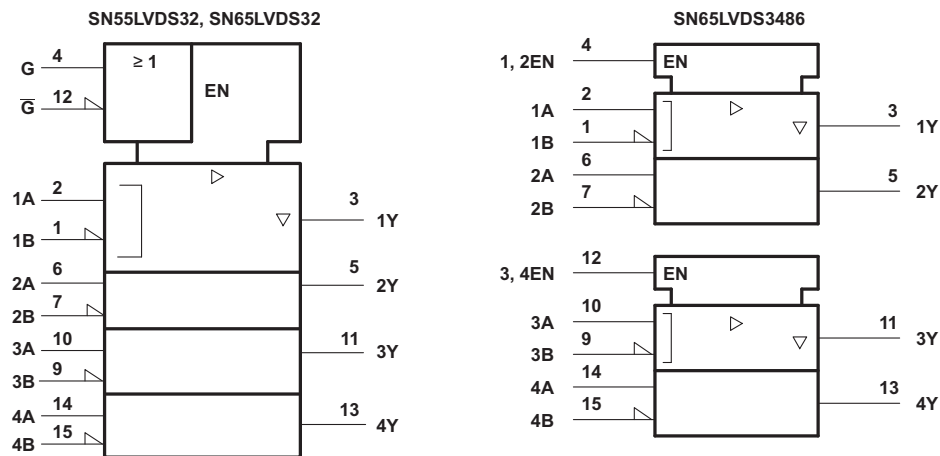 SN55LVDS32, SN65LVDS32
G 4 ≥ 1
G̅ 12 EN
1A 2 3 1Y
1B 1
2A 6 5 2Y
2B 7
3A 10 11 3Y
3B 9
4A 14 13 4Y
4B 15
SN65LVDS3486
1, 2EN 4 EN
1A 2 3 1Y
1B 1
2A 6 5 2Y
2B 7
3, 4EN 12 EN
3A 10 11 3Y
3B 9
4A 14 13 4Y
4B 15